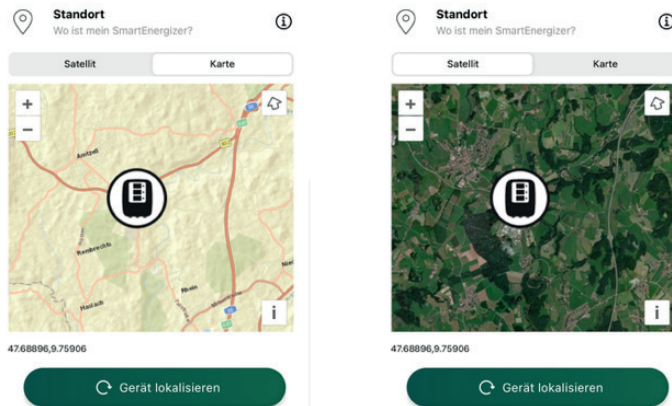 Standort
Wo ist mein SmartEnergizer?
Satellit Karte
+
−
Amtzell
Haslach
i
47.68896,9.75906
Gerät lokalisieren
Standort
Wo ist mein SmartEnergizer?
Satellit Karte
+
−
i
47.68896,9.75906
Gerät lokalisieren